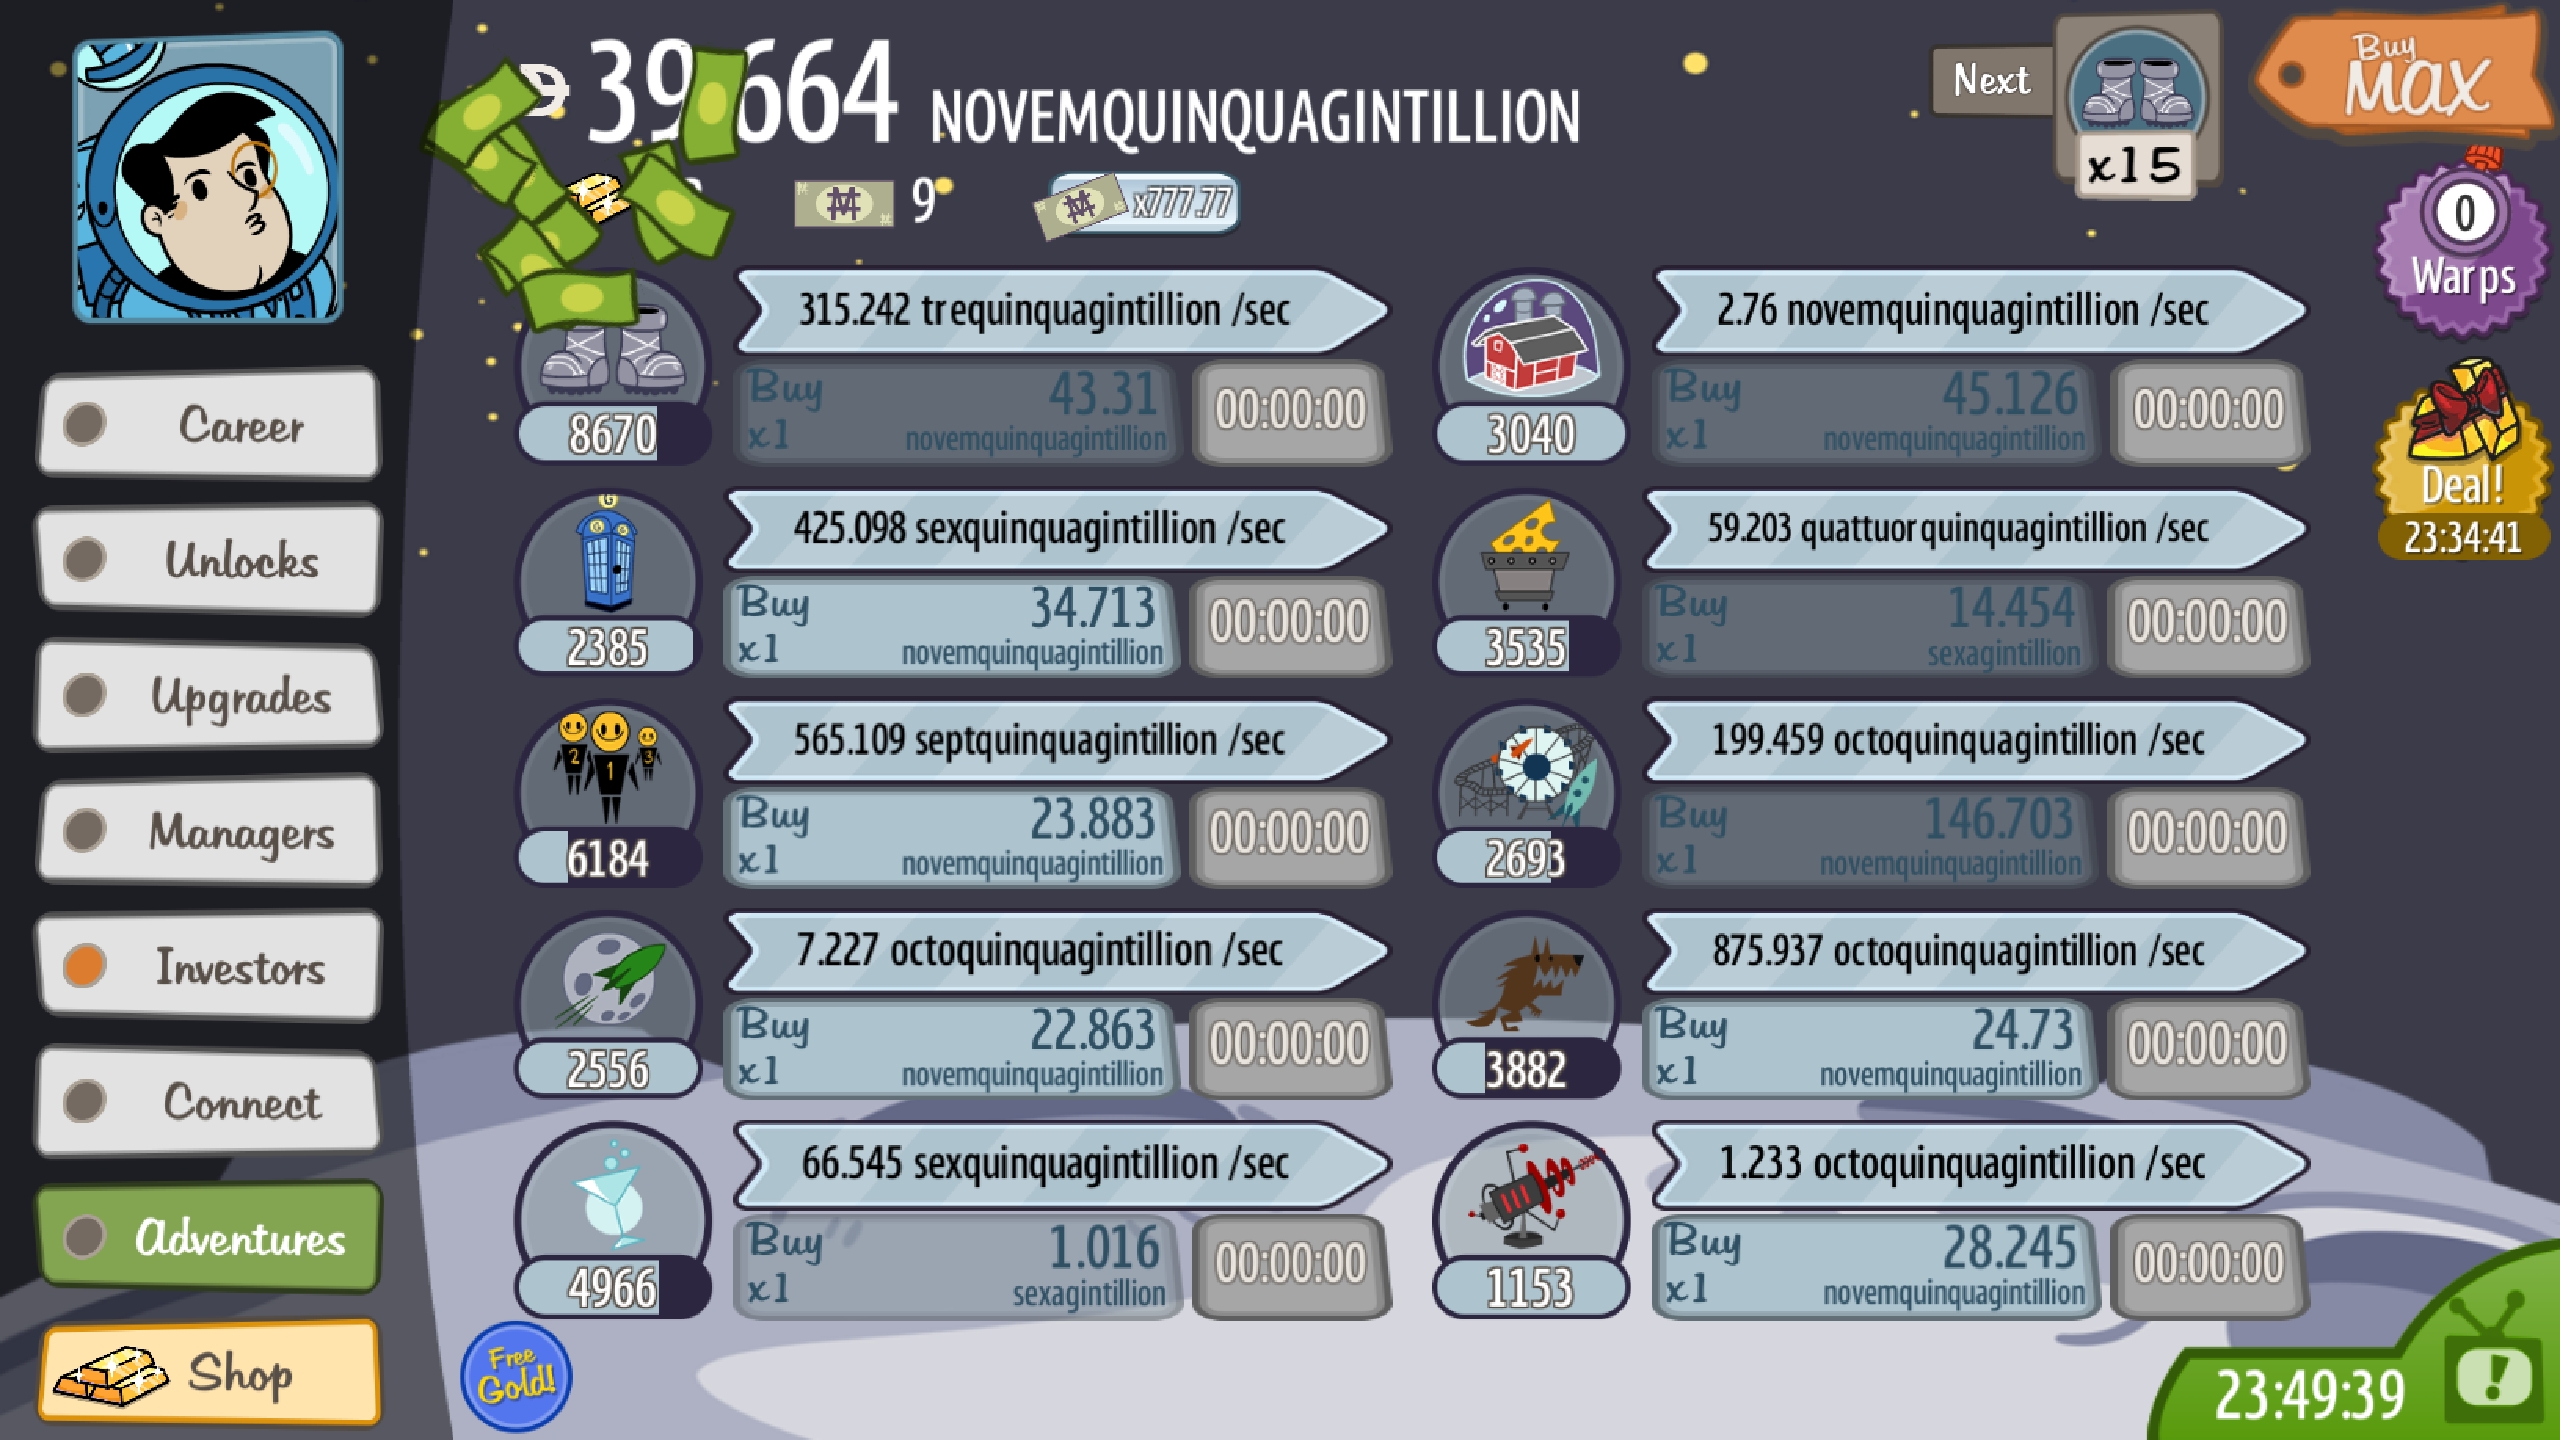 NOVEMQUINQUAGINTILLION
Next
x15
Buy
MAX
9
x777.77
0
Warps
Deal!
23:34:41
Career
Unlocks
Upgrades
Managers
Investors
Connect
Adventures
Shop
315.242 trequinquagintillion /sec
8670
Buy
x1
43.31
novemquinquagintillion
00:00:00
2.76 novemquinquagintillion /sec
3040
Buy
x1
45.126
novemquinquagintillion
00:00:00
425.098 sexquinquagintillion /sec
G
2385
Buy
x1
34.713
novemquinquagintillion
00:00:00
59.203 quattuorquinquagintillion /sec
3535
Buy
x1
14.454
sexagintillion
00:00:00
565.109 septquinquagintillion /sec
2 1 3
6184
Buy
x1
23.883
novemquinquagintillion
00:00:00
199.459 octoquinquagintillion /sec
2693
Buy
x1
146.703
novemquinquagintillion
00:00:00
7.227 octoquinquagintillion /sec
2556
Buy
x1
22.863
novemquinquagintillion
00:00:00
875.937 octoquinquagintillion /sec
3882
Buy
x1
24.73
novemquinquagintillion
00:00:00
66.545 sexquinquagintillion /sec
4966
Buy
x1
1.016
sexagintillion
00:00:00
1.233 octoquinquagintillion /sec
1153
Buy
x1
28.245
novemquinquagintillion
00:00:00
Free
Gold!
23:49:39
!